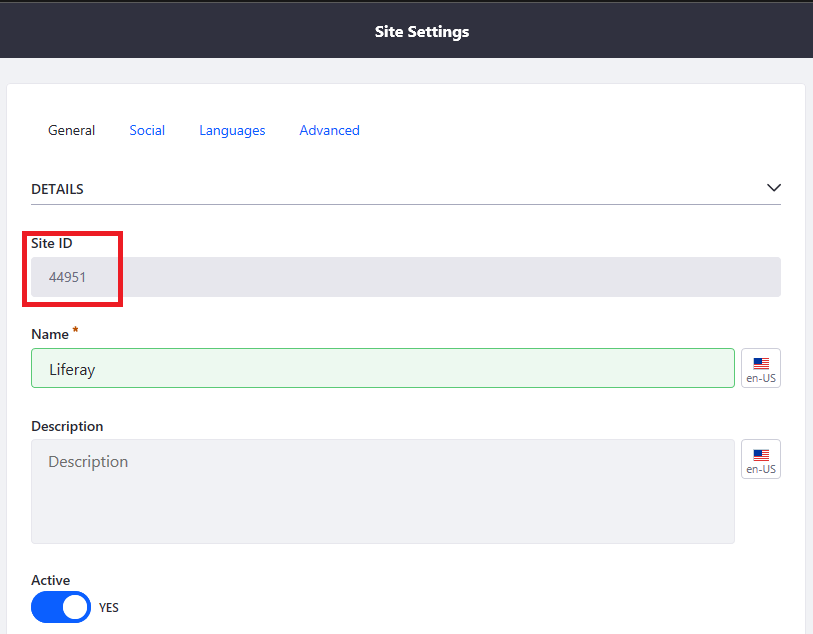 Site Settings
General Social Languages Advanced
DETAILS
Site ID
44951
Name *
Liferay
en-US
Description
Description
en-US
Active
YES